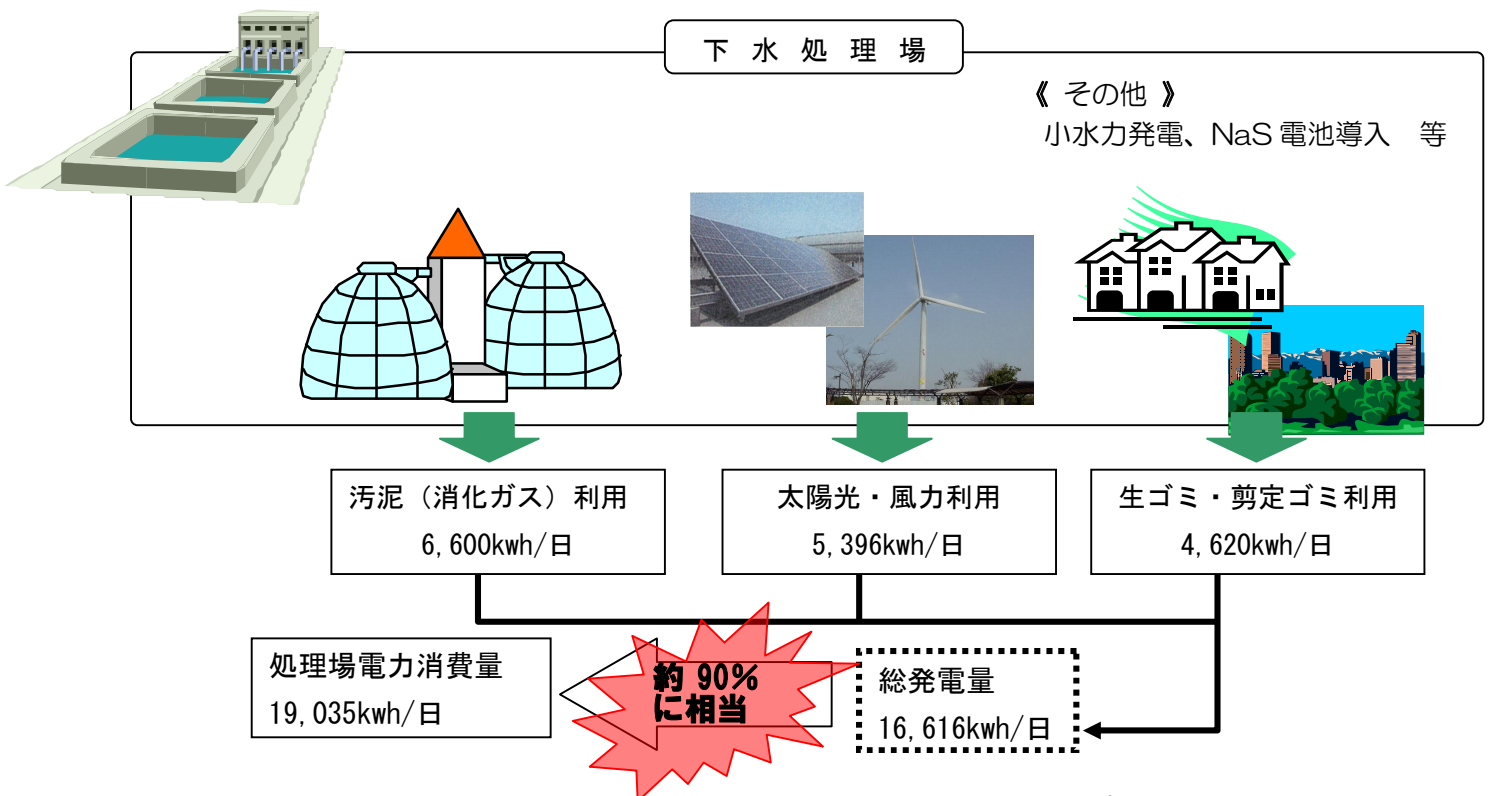 下水処理場
《 その他 》
小水力発電、NaS電池導入　等
汚泥（消化ガス）利用
6,600kwh/日
太陽光・風力利用
5,396kwh/日
生ゴミ・剪定ゴミ利用
4,620kwh/日
処理場電力消費量
19,035kwh/日
約 90%
に相当
総発電量
16,616kwh/日